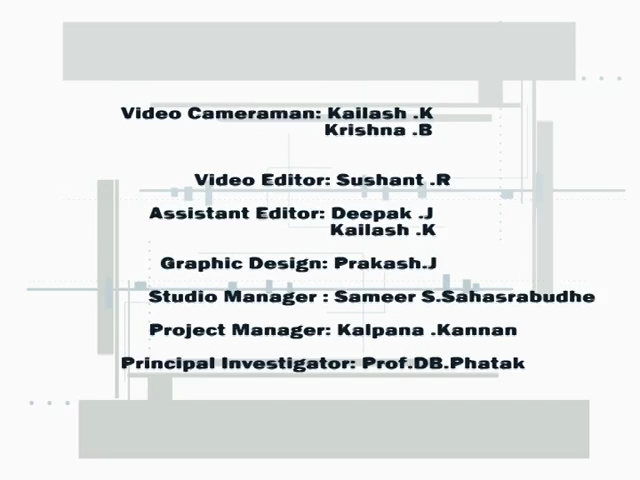 Video Cameraman: Kailash .K
Krishna .B
Video Editor: Sushant .R
Assistant Editor: Deepak .J
Kailash .K
Graphic Design: Prakash.J
Studio Manager : Sameer S.Sahasrabudhe
Project Manager: Kalpana .Kannan
Principal Investigator: Prof.DB.Phatak